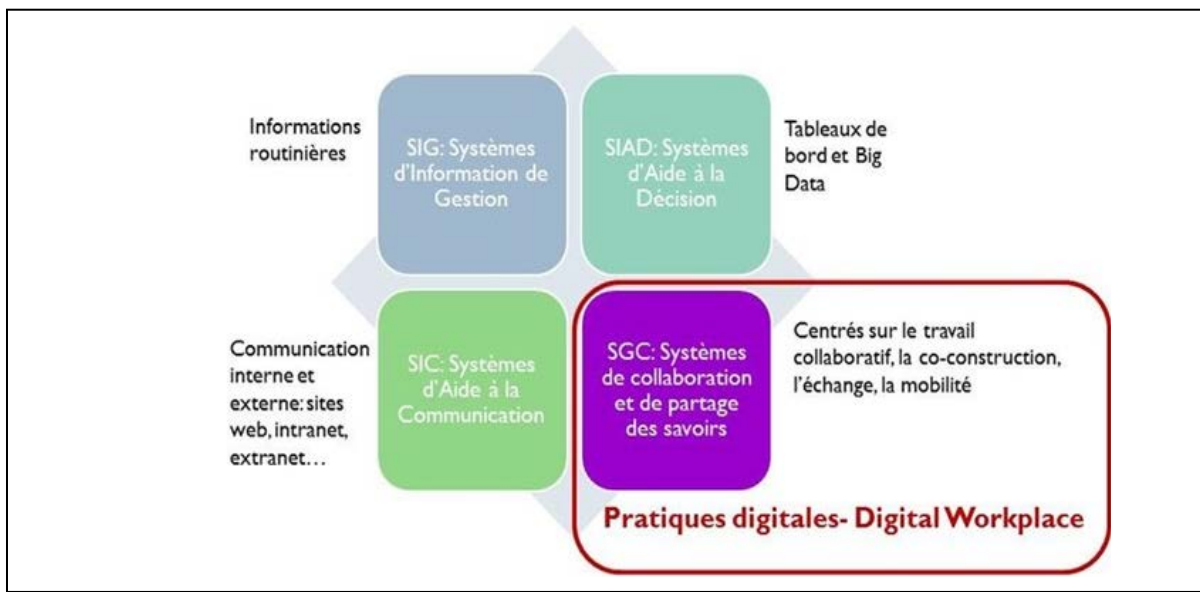 Informations
routinières
SIG: Systèmes
d'Information de
Gestion
SIAD: Systèmes
d'Aide à la
Décision
Tableaux de
bord et Big
Data
Communication
interne et
externe: sites
web, intranet,
extranet…
SIC: Systèmes
d'Aide à la
Communication
SGC: Systèmes
de collaboration
et de partage
des savoirs
Centrés sur le travail
collaboratif, la co-construction,
l'échange, la mobilité
Pratiques digitales- Digital Workplace